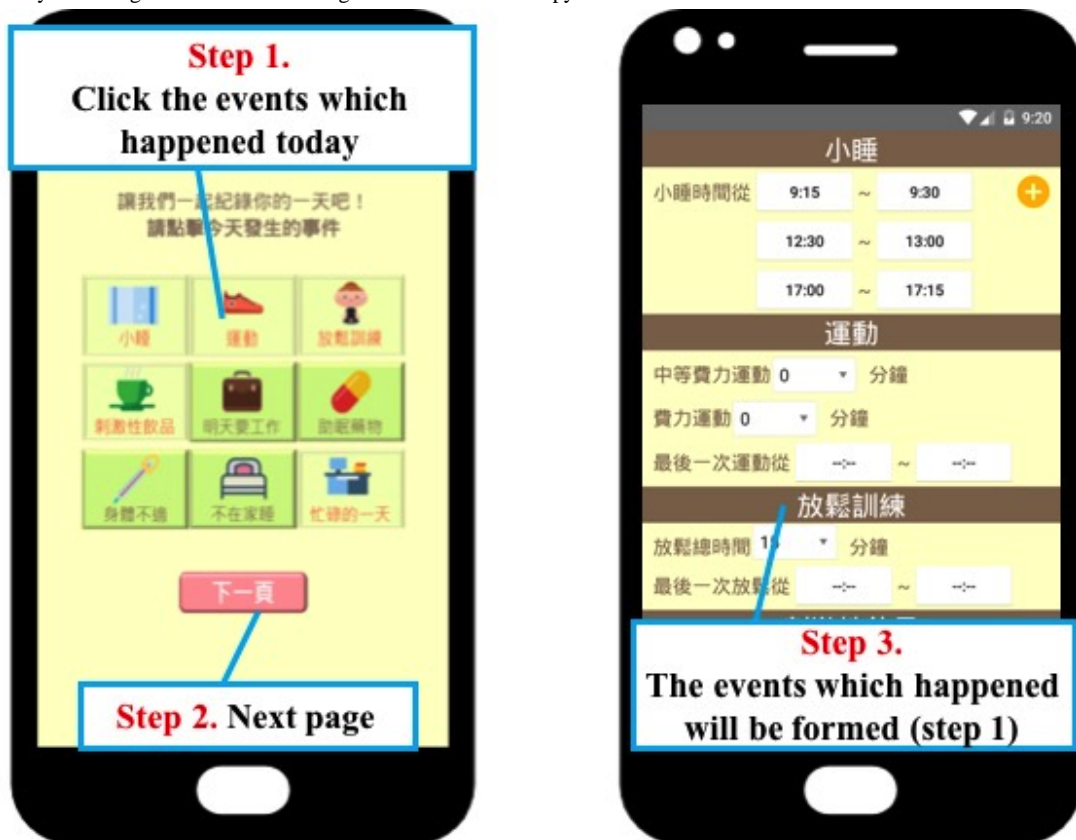 Step 1.
Click the events which
happened today
讓我們一起紀錄你的一天吧！
請點擊今天發生的事件
小睡
運動
放鬆訓練
刺激性飲品
明天要工作
助眠藥物
身體不適
不在家睡
忙碌的一天
下一頁
Step 2. Next page
9:20
小睡
小睡時間從 9:15 ~ 9:30
12:30 ~ 13:00
17:00 ~ 17:15
運動
中等費力運動 0 分鐘
費力運動 0 分鐘
最後一次運動從 --:-- ~ --:--
放鬆訓練
放鬆總時間 分鐘
最後一次放鬆從 --:-- ~ --:--
Step 3.
The events which happened
will be formed (step 1)